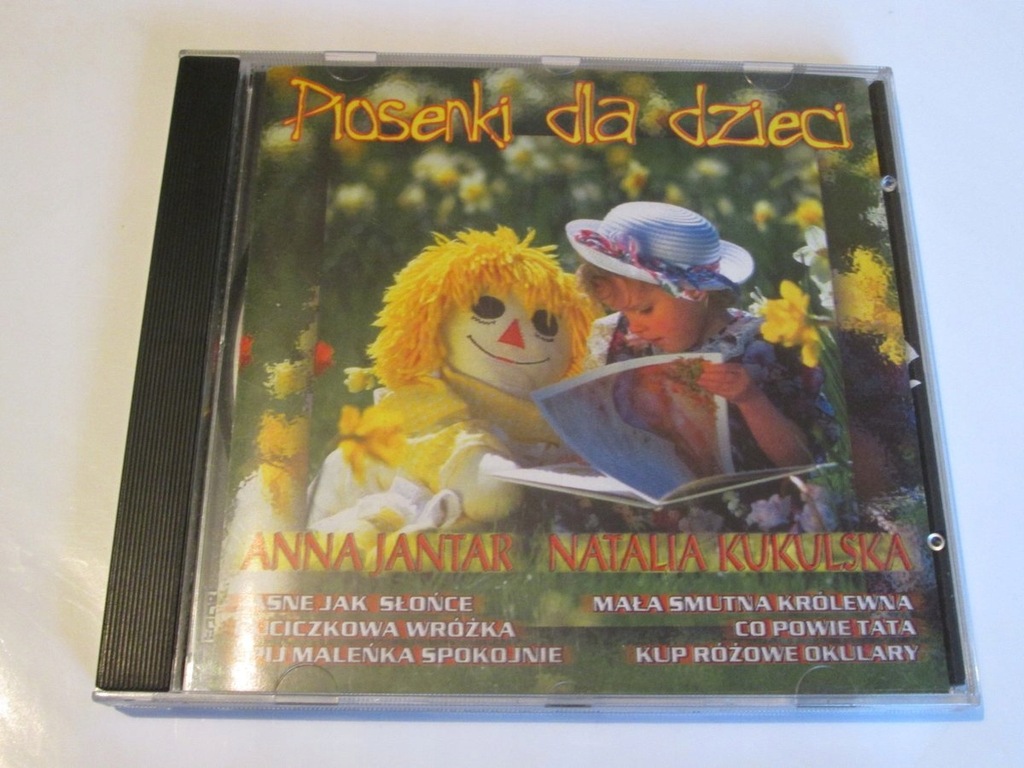 Piosenki dla dzieci
ANNA JANTAR NATALIA KUKULSKA
JAK SŁOŃCE MAŁA SMUTNA KRÓLEWNA
WRÓŻKA CO POWIE TATA
MALEŃKA SPOKOJNIE KUP RÓŻOWE OKULARY